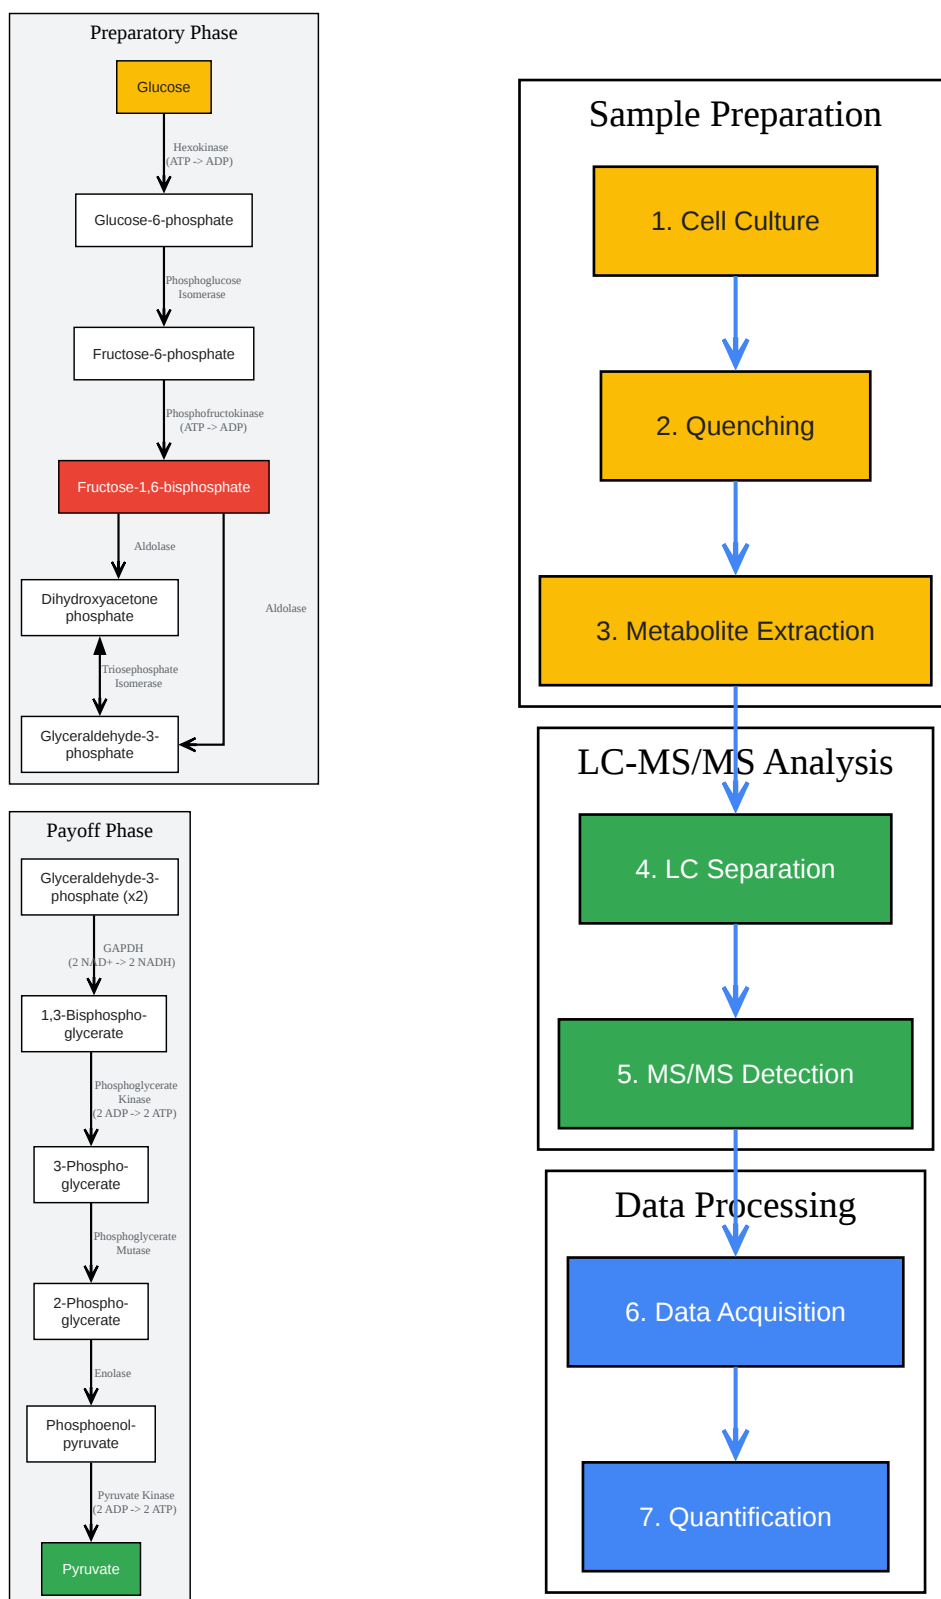 Preparatory Phase
Glucose
Hexokinase
(ATP -> ADP)
Glucose-6-phosphate
Phosphoglucose
Isomerase
Fructose-6-phosphate
Phosphofructokinase
(ATP -> ADP)
Fructose-1,6-bisphosphate
Aldolase
Dihydroxyacetone
phosphate
Aldolase
Triosephosphate
Isomerase
Glyceraldehyde-3-
phosphate
Payoff Phase
Glyceraldehyde-3-
phosphate (x2)
GAPDH
(2 NAD+ -> 2 NADH)
1,3-Bisphospho-
glycerate
Phosphoglycerate
Kinase
(2 ADP -> 2 ATP)
3-Phospho-
glycerate
Phosphoglycerate
Mutase
2-Phospho-
glycerate
Enolase
Phosphoenol-
pyruvate
Pyruvate Kinase
(2 ADP -> 2 ATP)
Pyruvate
Sample Preparation
1. Cell Culture
2. Quenching
3. Metabolite Extraction
LC-MS/MS Analysis
4. LC Separation
5. MS/MS Detection
Data Processing
6. Data Acquisition
7. Quantification